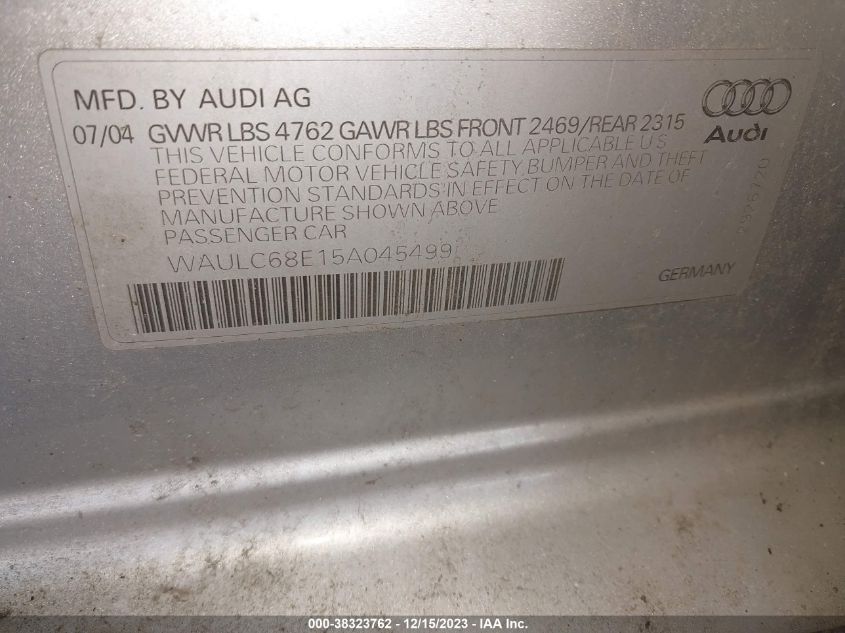 MFD. BY AUDI AG
07/04 GVWR LBS 4762 GAWR LBS FRONT 2469/REAR 2315
THIS VEHICLE CONFORMS TO ALL APPLICABLE U.S.
FEDERAL MOTOR VEHICLE SAFETY, BUMPER AND THEFT
PREVENTION STANDARDS IN EFFECT ON THE DATE OF
MANUFACTURE SHOWN ABOVE
PASSENGER CAR
WAULC68E15A045499
Audi
GERMANY
000-38323762 - 12/15/2023 - IAA Inc.